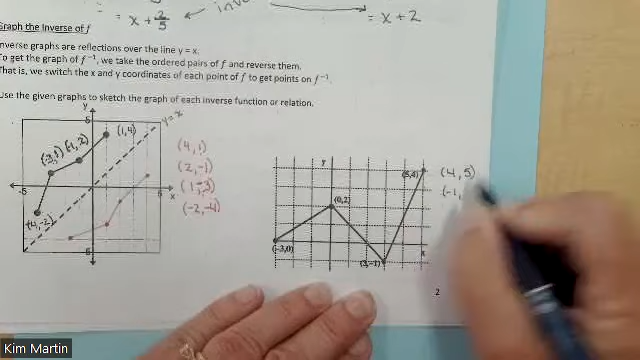 = x + 2/5
inv
= x + 2
Graph the Inverse of f
nverse graphs are reflections over the line y = x.
To get the graph of f⁻¹, we take the ordered pairs of f and reverse them.
That is, we switch the x and y coordinates of each point of f to get points on f⁻¹.
Use the given graphs to sketch the graph of each inverse function or relation.
y
5
y=x
(1,4)
(-3,1) (-1,2)
-5
x
(-4,-2)
(4,1)
(2,-1)
(1,-3)
(-2,-4)
y
(5,4)
(0,2)
(-3,0)
(3,-1)
x
(4,5)
(-1,
2
Kim Martin